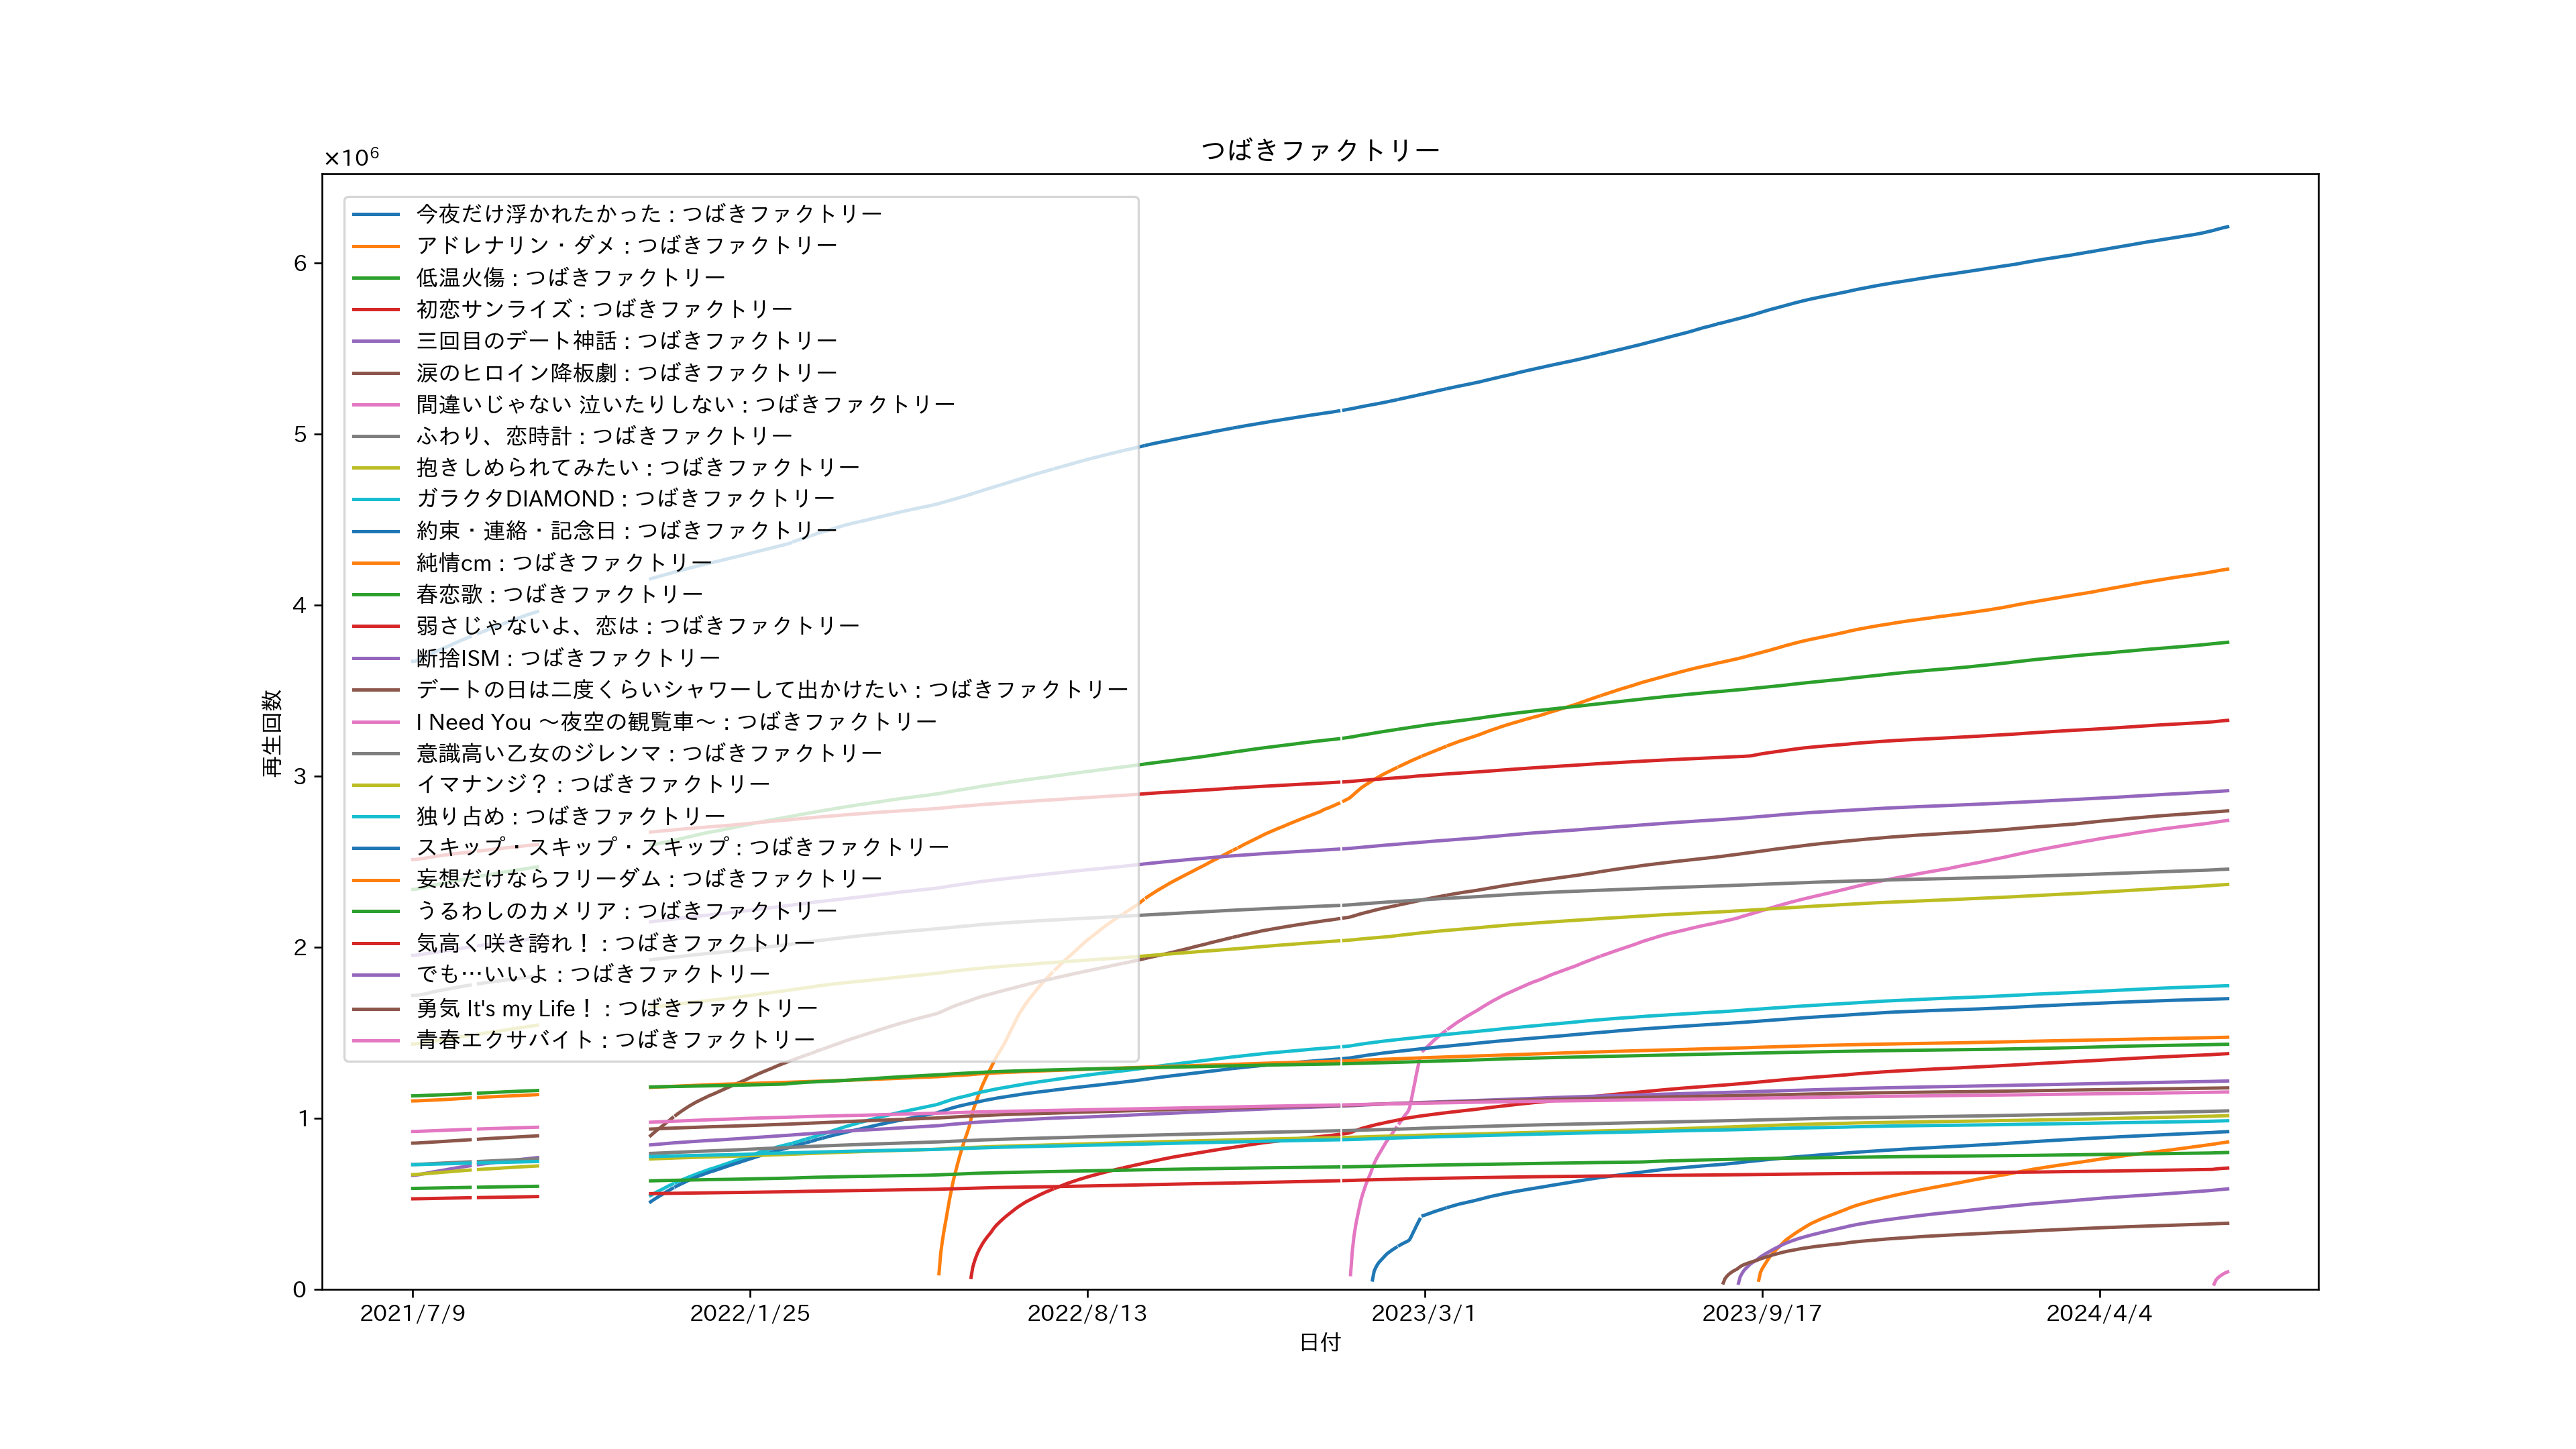 つばきファクトリー
×10⁶
今夜だけ浮かれたかった : つばきファクトリー
アドレナリン・ダメ : つばきファクトリー
低温火傷 : つばきファクトリー
初恋サンライズ : つばきファクトリー
三回目のデート神話 : つばきファクトリー
涙のヒロイン降板劇 : つばきファクトリー
間違いじゃない 泣いたりしない : つばきファクトリー
ふわり、恋時計 : つばきファクトリー
抱きしめられてみたい : つばきファクトリー
ガラクタDIAMOND : つばきファクトリー
約束・連絡・記念日 : つばきファクトリー
純情cm : つばきファクトリー
春恋歌 : つばきファクトリー
弱さじゃないよ、恋は : つばきファクトリー
断捨ISM : つばきファクトリー
デートの日は二度くらいシャワーして出かけたい : つばきファクトリー
I Need You ～夜空の観覧車～ : つばきファクトリー
意識高い乙女のジレンマ : つばきファクトリー
イマナンジ？ : つばきファクトリー
独り占め : つばきファクトリー
スキップ・スキップ・スキップ : つばきファクトリー
妄想だけならフリーダム : つばきファクトリー
うるわしのカメリア : つばきファクトリー
気高く咲き誇れ！ : つばきファクトリー
でも…いいよ : つばきファクトリー
勇気 It's my Life！ : つばきファクトリー
青春エクサバイト : つばきファクトリー
6
5
4
3
2
1
0
再生回数
2021/7/9 2022/1/25 2022/8/13 2023/3/1 2023/9/17 2024/4/4
日付